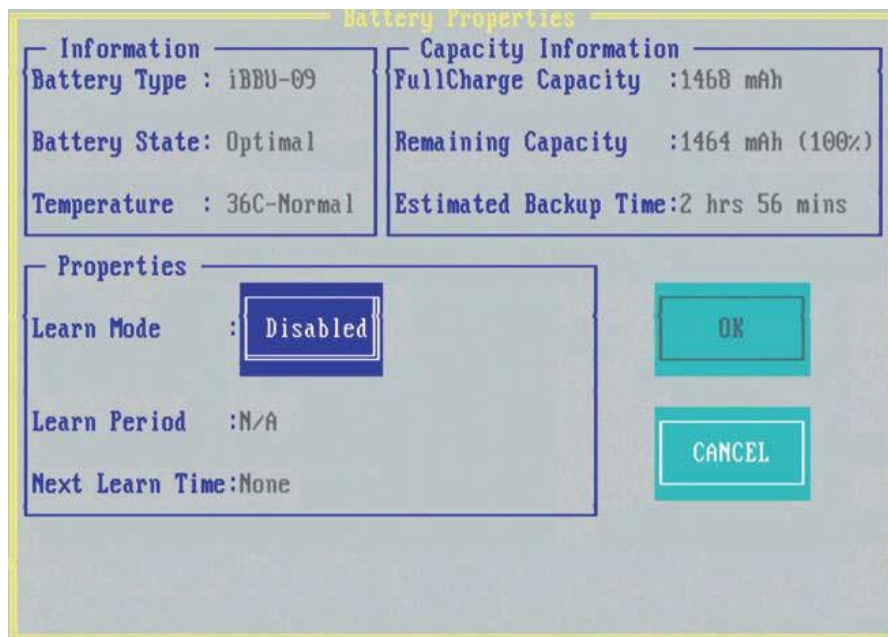 Battery Properties
Information
Battery Type : iBBU-09
Battery State: Optimal
Temperature : 36C-Normal
Capacity Information
FullCharge Capacity :1468 mAh
Remaining Capacity :1464 mAh (100%)
Estimated Backup Time:2 hrs 56 mins
Properties
Learn Mode : Disabled
Learn Period :N/A
Next Learn Time:None
OK
CANCEL